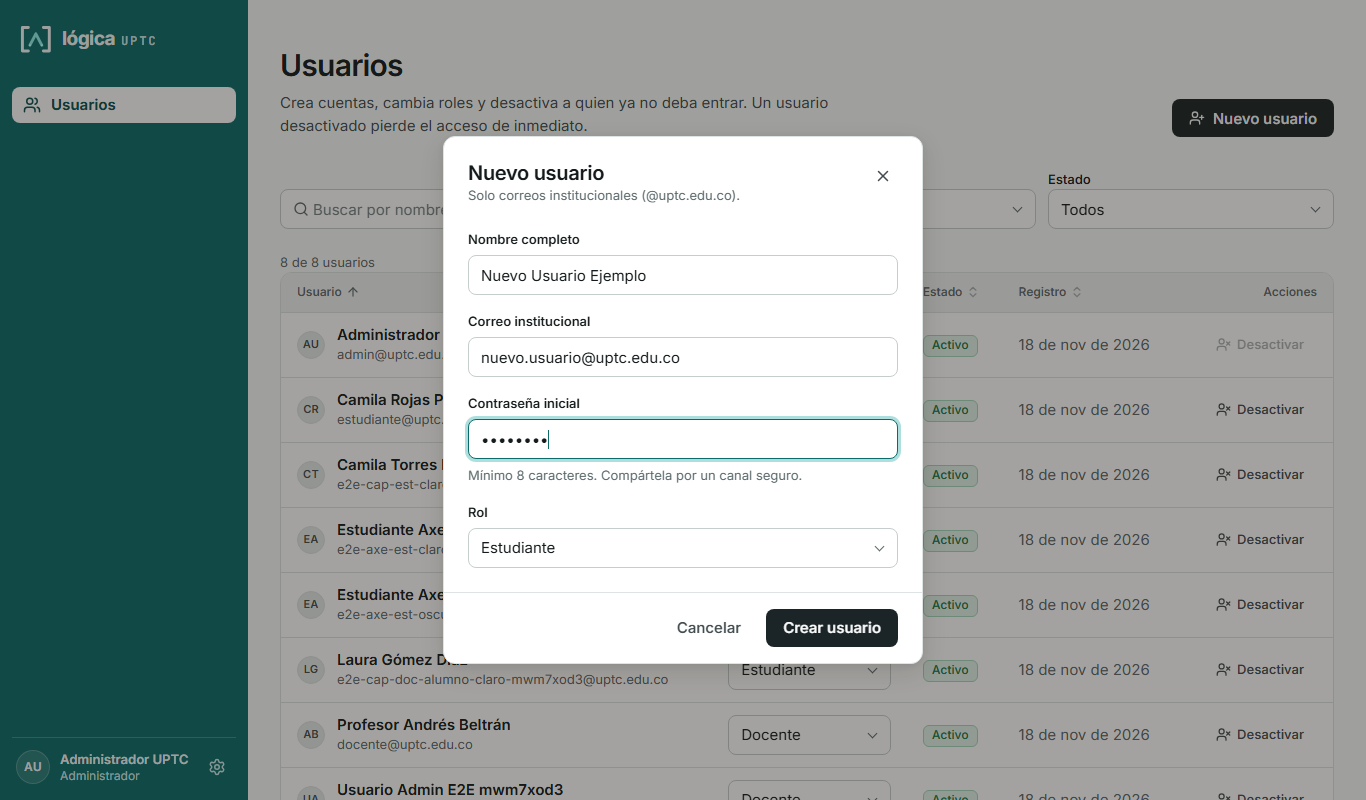 lógica UPTC
Usuarios
Usuarios
Crea cuentas, cambia roles y desactiva a quien ya no deba entrar. Un usuario
desactivado pierde el acceso de inmediato.
Nuevo usuario
Buscar por nombre
Estado
Todos
8 de 8 usuarios
Usuario
Estado
Registro
Acciones
AU
Administrador
admin@uptc.edu.
Activo
18 de nov de 2026
Desactivar
CR
Camila Rojas P
estudiante@uptc.
Activo
18 de nov de 2026
Desactivar
CT
Camila Torres
e2e-cap-est-claro
Activo
18 de nov de 2026
Desactivar
EA
Estudiante Axe
e2e-axe-est-claro
Activo
18 de nov de 2026
Desactivar
EA
Estudiante Axe
e2e-axe-est-oscu
Activo
18 de nov de 2026
Desactivar
LG
Laura Gómez Díaz
e2e-cap-doc-alumno-claro-mwm7xod3@uptc.edu.co
Estudiante
Activo
18 de nov de 2026
Desactivar
AB
Profesor Andrés Beltrán
docente@uptc.edu.co
Docente
Activo
18 de nov de 2026
Desactivar
UA
Usuario Admin E2E mwm7xod3
Docente
Activo
18 de nov de 2026
Desactivar
Nuevo usuario
Solo correos institucionales (@uptc.edu.co).
Nombre completo
Nuevo Usuario Ejemplo
Correo institucional
nuevo.usuario@uptc.edu.co
Contraseña inicial
••••••••
Mínimo 8 caracteres. Compártela por un canal seguro.
Rol
Estudiante
Cancelar
Crear usuario
AU
Administrador UPTC
Administrador